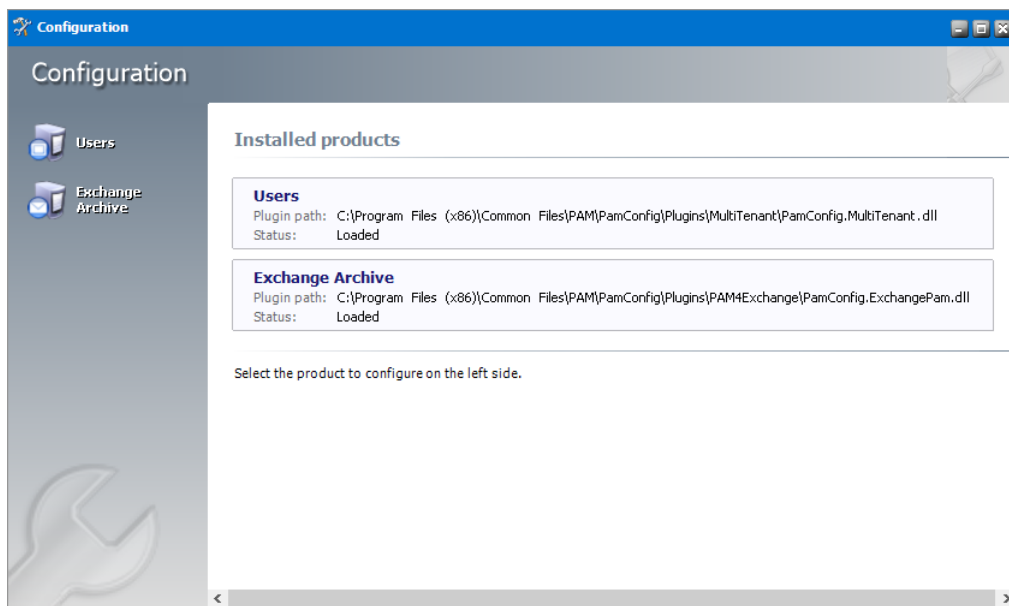 Configuration
Configuration
Users
Exchange
Archive
Installed products
Users
Plugin path: C:\Program Files (x86)\Common Files\PAM\PamConfig\Plugins\MultiTenant\PamConfig.MultiTenant.dll
Status: Loaded
Exchange Archive
Plugin path: C:\Program Files (x86)\Common Files\PAM\PamConfig\Plugins\PAM4Exchange\PamConfig.ExchangePam.dll
Status: Loaded
Select the product to configure on the left side.